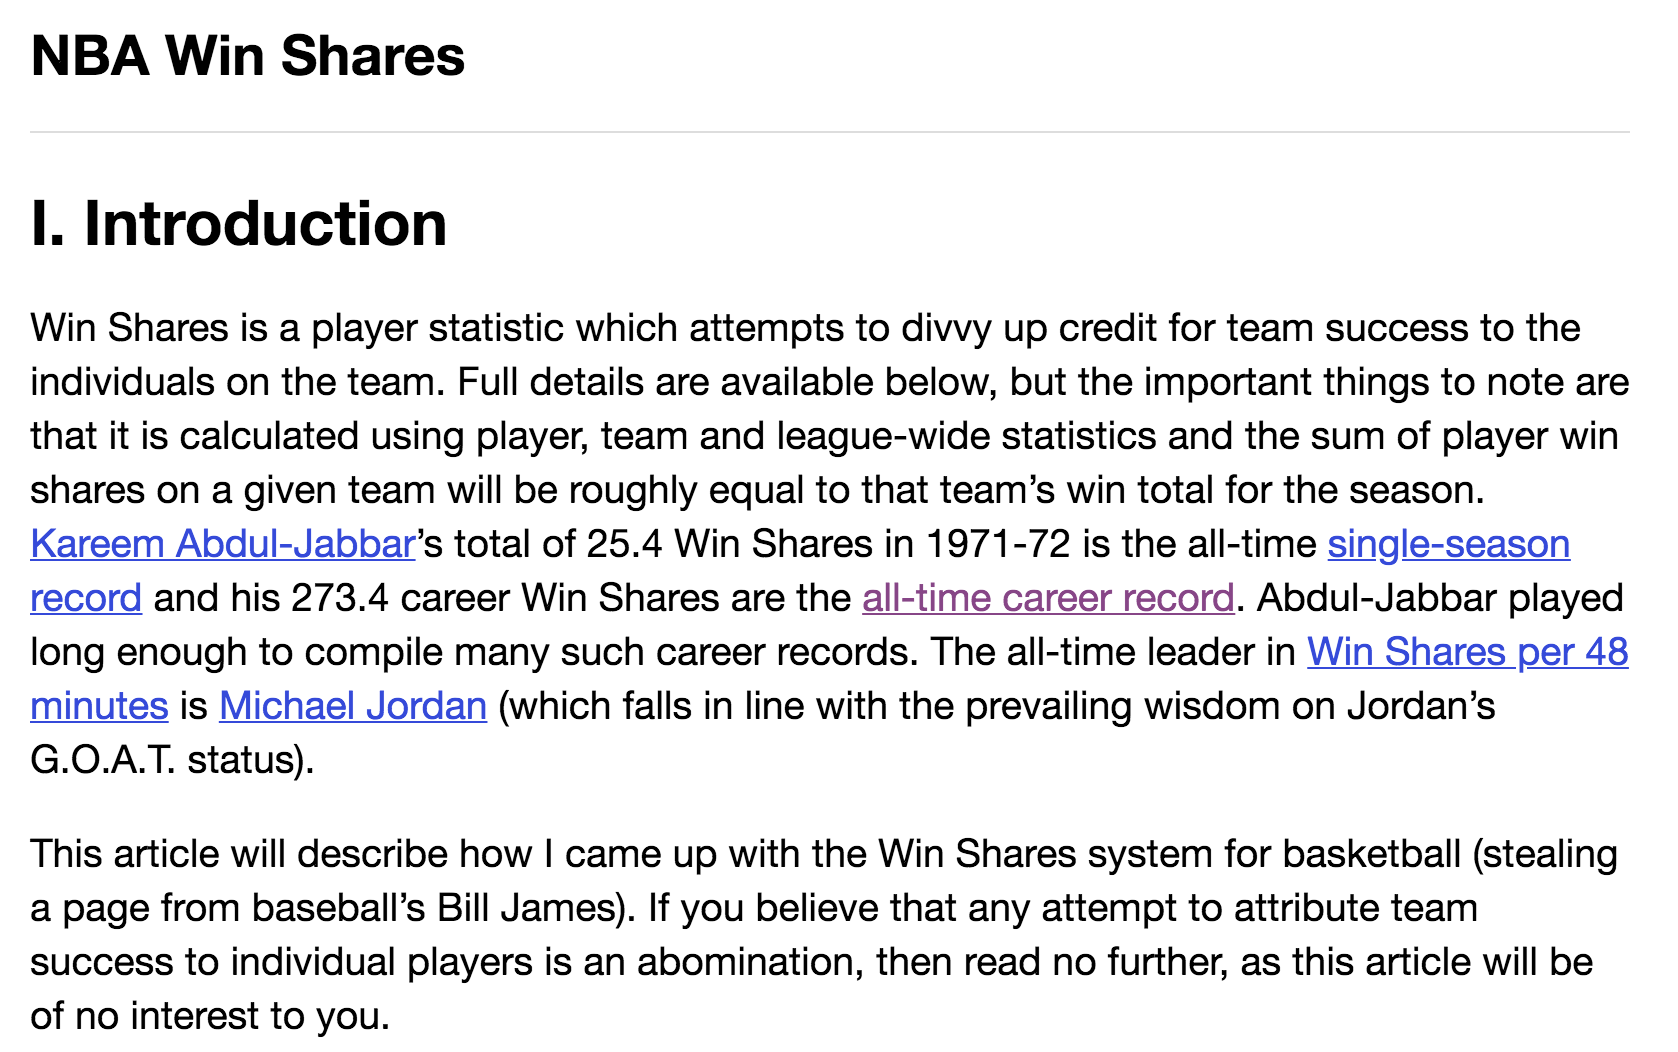 NBA Win Shares
I. Introduction
Win Shares is a player statistic which attempts to divvy up credit for team success to the
individuals on the team. Full details are available below, but the important things to note are
that it is calculated using player, team and league-wide statistics and the sum of player win
shares on a given team will be roughly equal to that team’s win total for the season.
Kareem Abdul-Jabbar’s total of 25.4 Win Shares in 1971-72 is the all-time single-season
record and his 273.4 career Win Shares are the all-time career record. Abdul-Jabbar played
long enough to compile many such career records. The all-time leader in Win Shares per 48
minutes is Michael Jordan (which falls in line with the prevailing wisdom on Jordan’s
G.O.A.T. status).
This article will describe how I came up with the Win Shares system for basketball (stealing
a page from baseball’s Bill James). If you believe that any attempt to attribute team
success to individual players is an abomination, then read no further, as this article will be
of no interest to you.